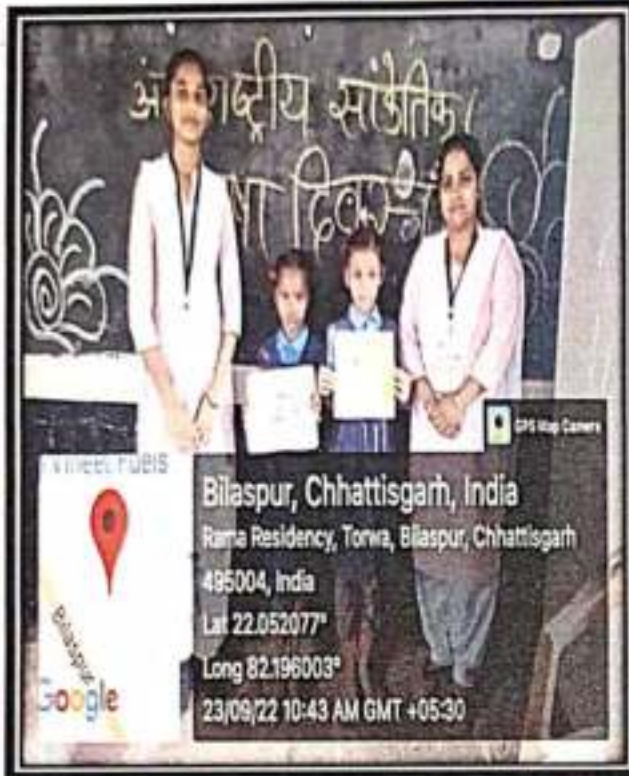 सांकेतिक
दिवस
GPS Map Camera
Bilaspur, Chhattisgarh, India
Rama Residency, Torwa, Bilaspur, Chhattisgarh
495004, India
Lat 22.052077°
Long 82.196003°
23/09/22 10:43 AM GMT +05:30
Bilaspur
Google